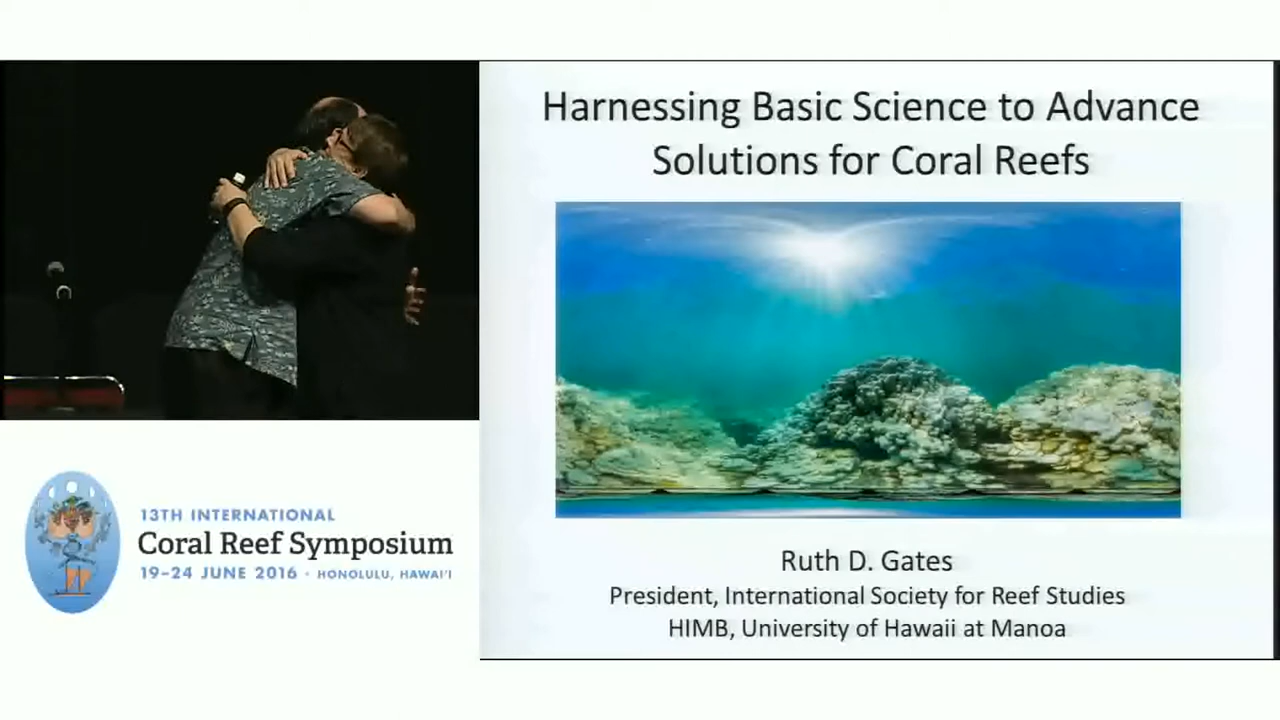 Harnessing Basic Science to Advance
Solutions for Coral Reefs
Ruth D. Gates
President, International Society for Reef Studies
HIMB, University of Hawaii at Manoa
13TH INTERNATIONAL
Coral Reef Symposium
19–24 JUNE 2016 · HONOLULU, HAWAI'I